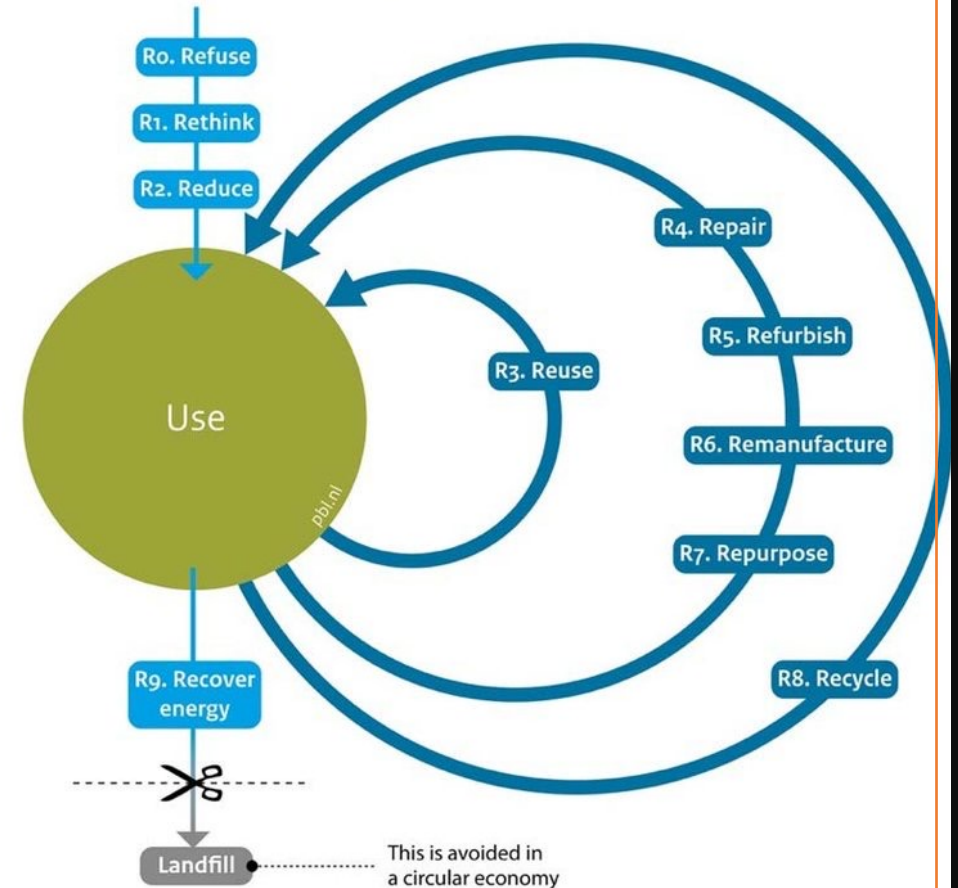 R0. Refuse
R1. Rethink
R2. Reduce
R4. Repair
R5. Refurbish
R3. Reuse
Use
R6. Remanufacture
pbl.nl
R7. Repurpose
R9. Recover
energy
R8. Recycle
Landfill
This is avoided in
a circular economy